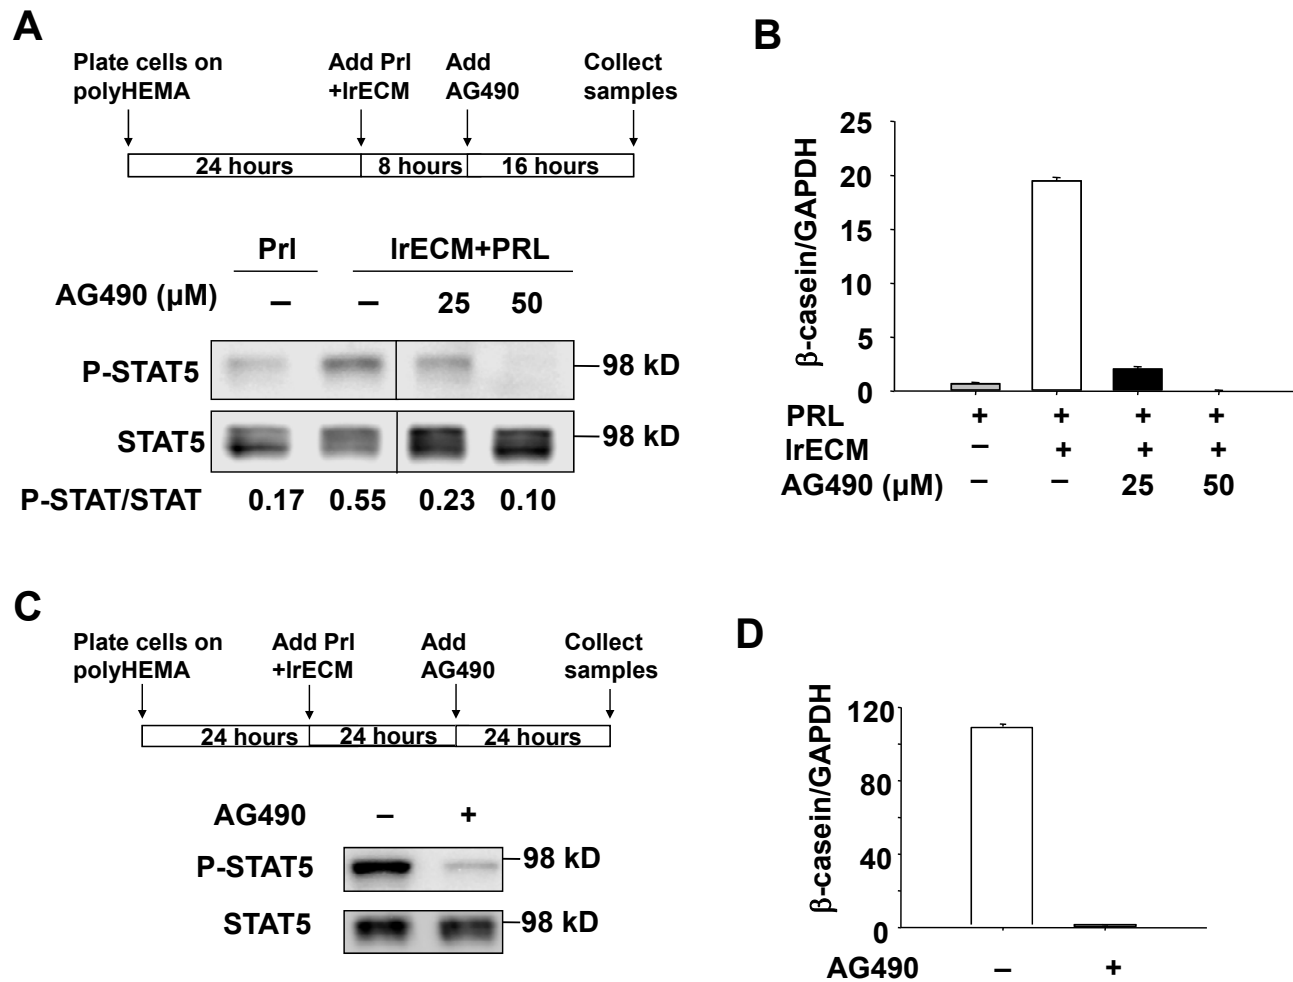 A
Plate cells on
polyHEMA
Add Prl
+lrECM
Add
AG490
Collect
samples
24 hours
8 hours
16 hours
Prl
lrECM+PRL
AG490 (μM)
–
–
25
50
P-STAT5
98 kD
STAT5
98 kD
P-STAT/STAT
0.17
0.55
0.23
0.10
B
β-casein/GAPDH
25
20
15
10
5
0
PRL
+
+
+
+
lrECM
–
+
+
+
AG490 (μM)
–
–
25
50
C
Plate cells on
polyHEMA
Add Prl
+lrECM
Add
AG490
Collect
samples
24 hours
24 hours
24 hours
AG490
–
+
P-STAT5
98 kD
STAT5
98 kD
D
β-casein/GAPDH
120
80
40
0
AG490
–
+